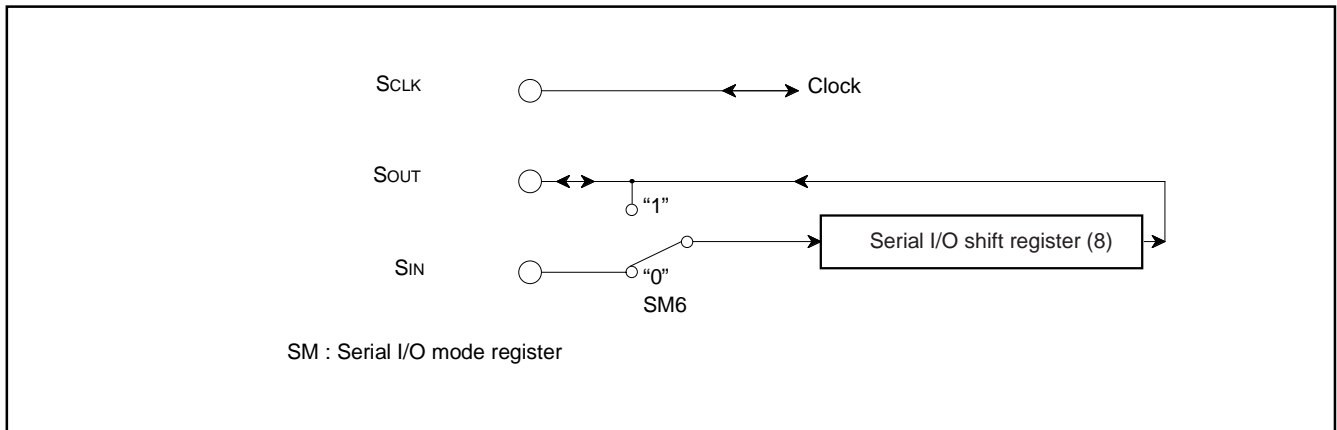 SCLK
Clock
SOUT
“1”
Serial I/O shift register (8)
SIN
“0”
SM6
SM : Serial I/O mode register